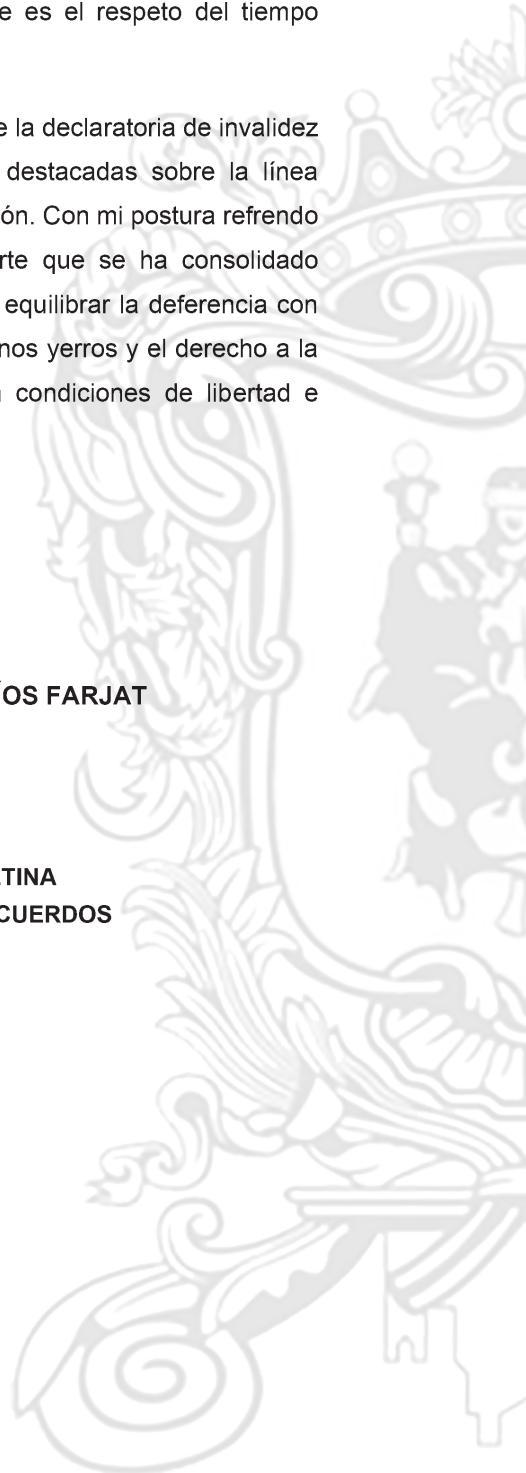 e es el respeto del tiempo
e la declaratoria de invalidez
destacadas sobre la línea
ón. Con mi postura refrendo
rte que se ha consolidado
equilibrar la deferencia con
nos yerros y el derecho a la
condiciones de libertad e
ÍOS FARJAT
TINA
CUERDOS